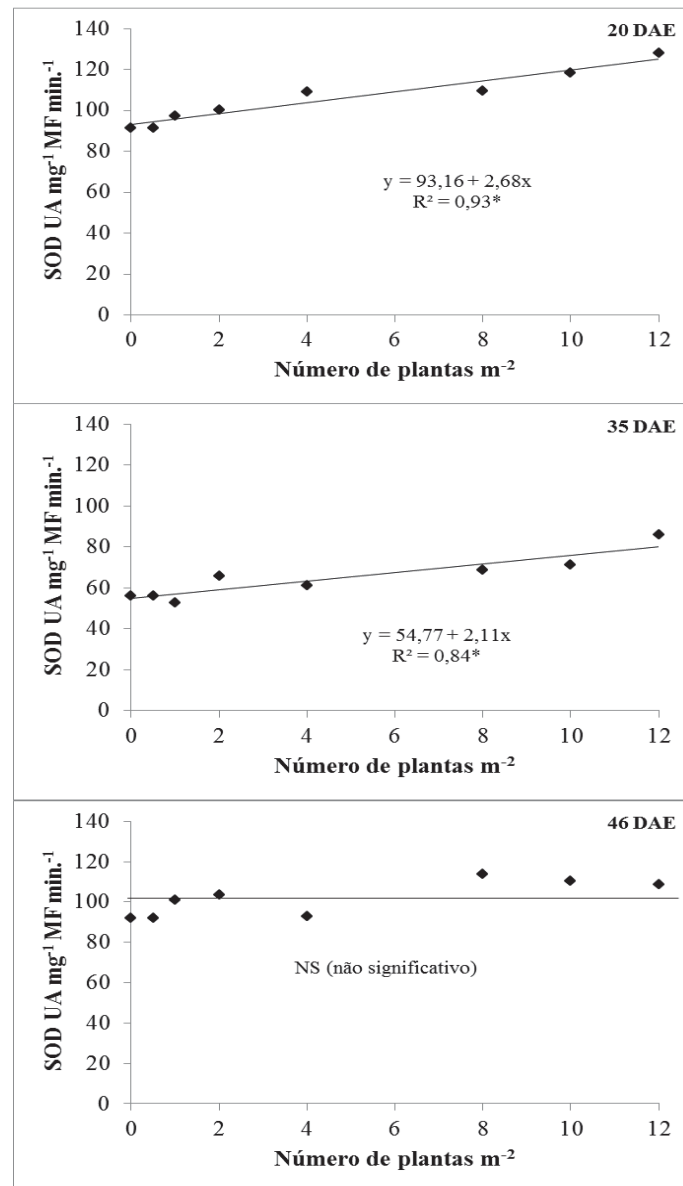 20 DAE
SOD UA mg⁻¹ MF min.⁻¹
140
120
100
80
60
40
20
0
y = 93,16 + 2,68x
R² = 0,93*
0 2 4 6 8 10 12
Número de plantas m⁻²
35 DAE
SOD UA mg⁻¹ MF min.⁻¹
140
120
100
80
60
40
20
0
y = 54,77 + 2,11x
R² = 0,84*
0 2 4 6 8 10 12
Número de plantas m⁻²
46 DAE
SOD UA mg⁻¹ MF min.⁻¹
140
120
100
80
60
40
20
0
NS (não significativo)
0 2 4 6 8 10 12
Número de plantas m⁻²